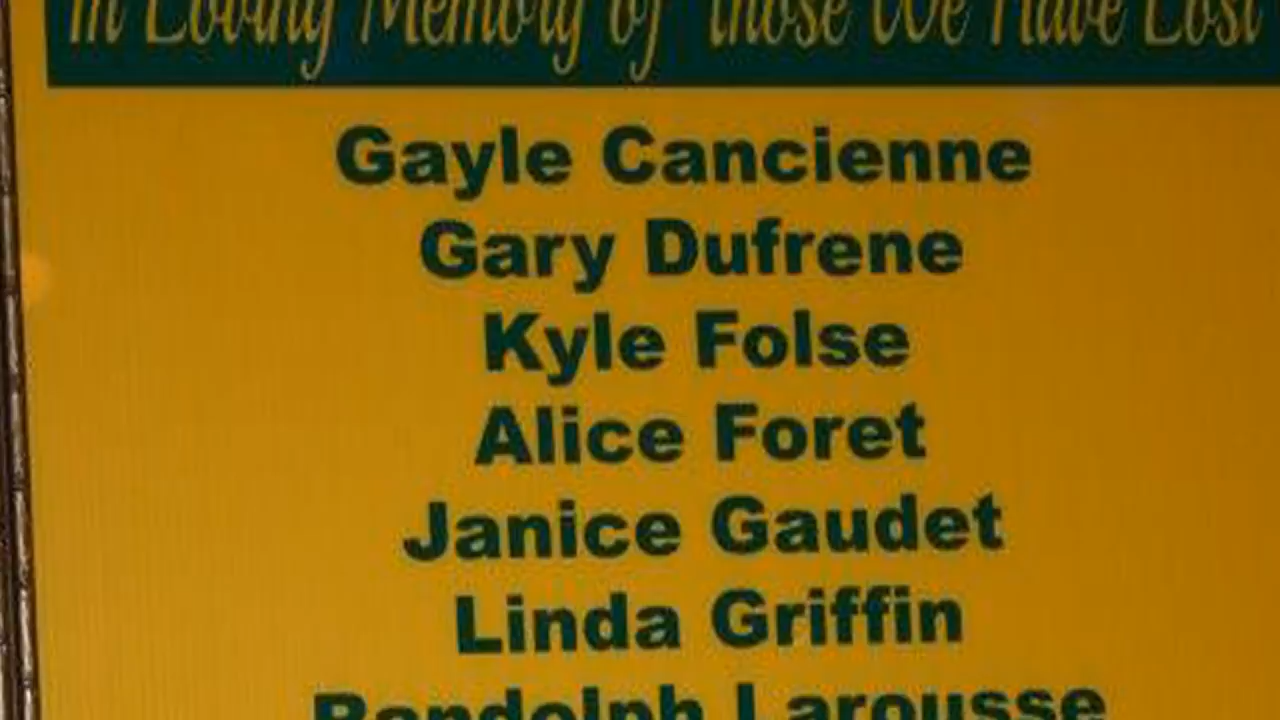 In Loving Memory of those We Have Lost
Gayle Cancienne
Gary Dufrene
Kyle Folse
Alice Foret
Janice Gaudet
Linda Griffin
Randolph Larousse